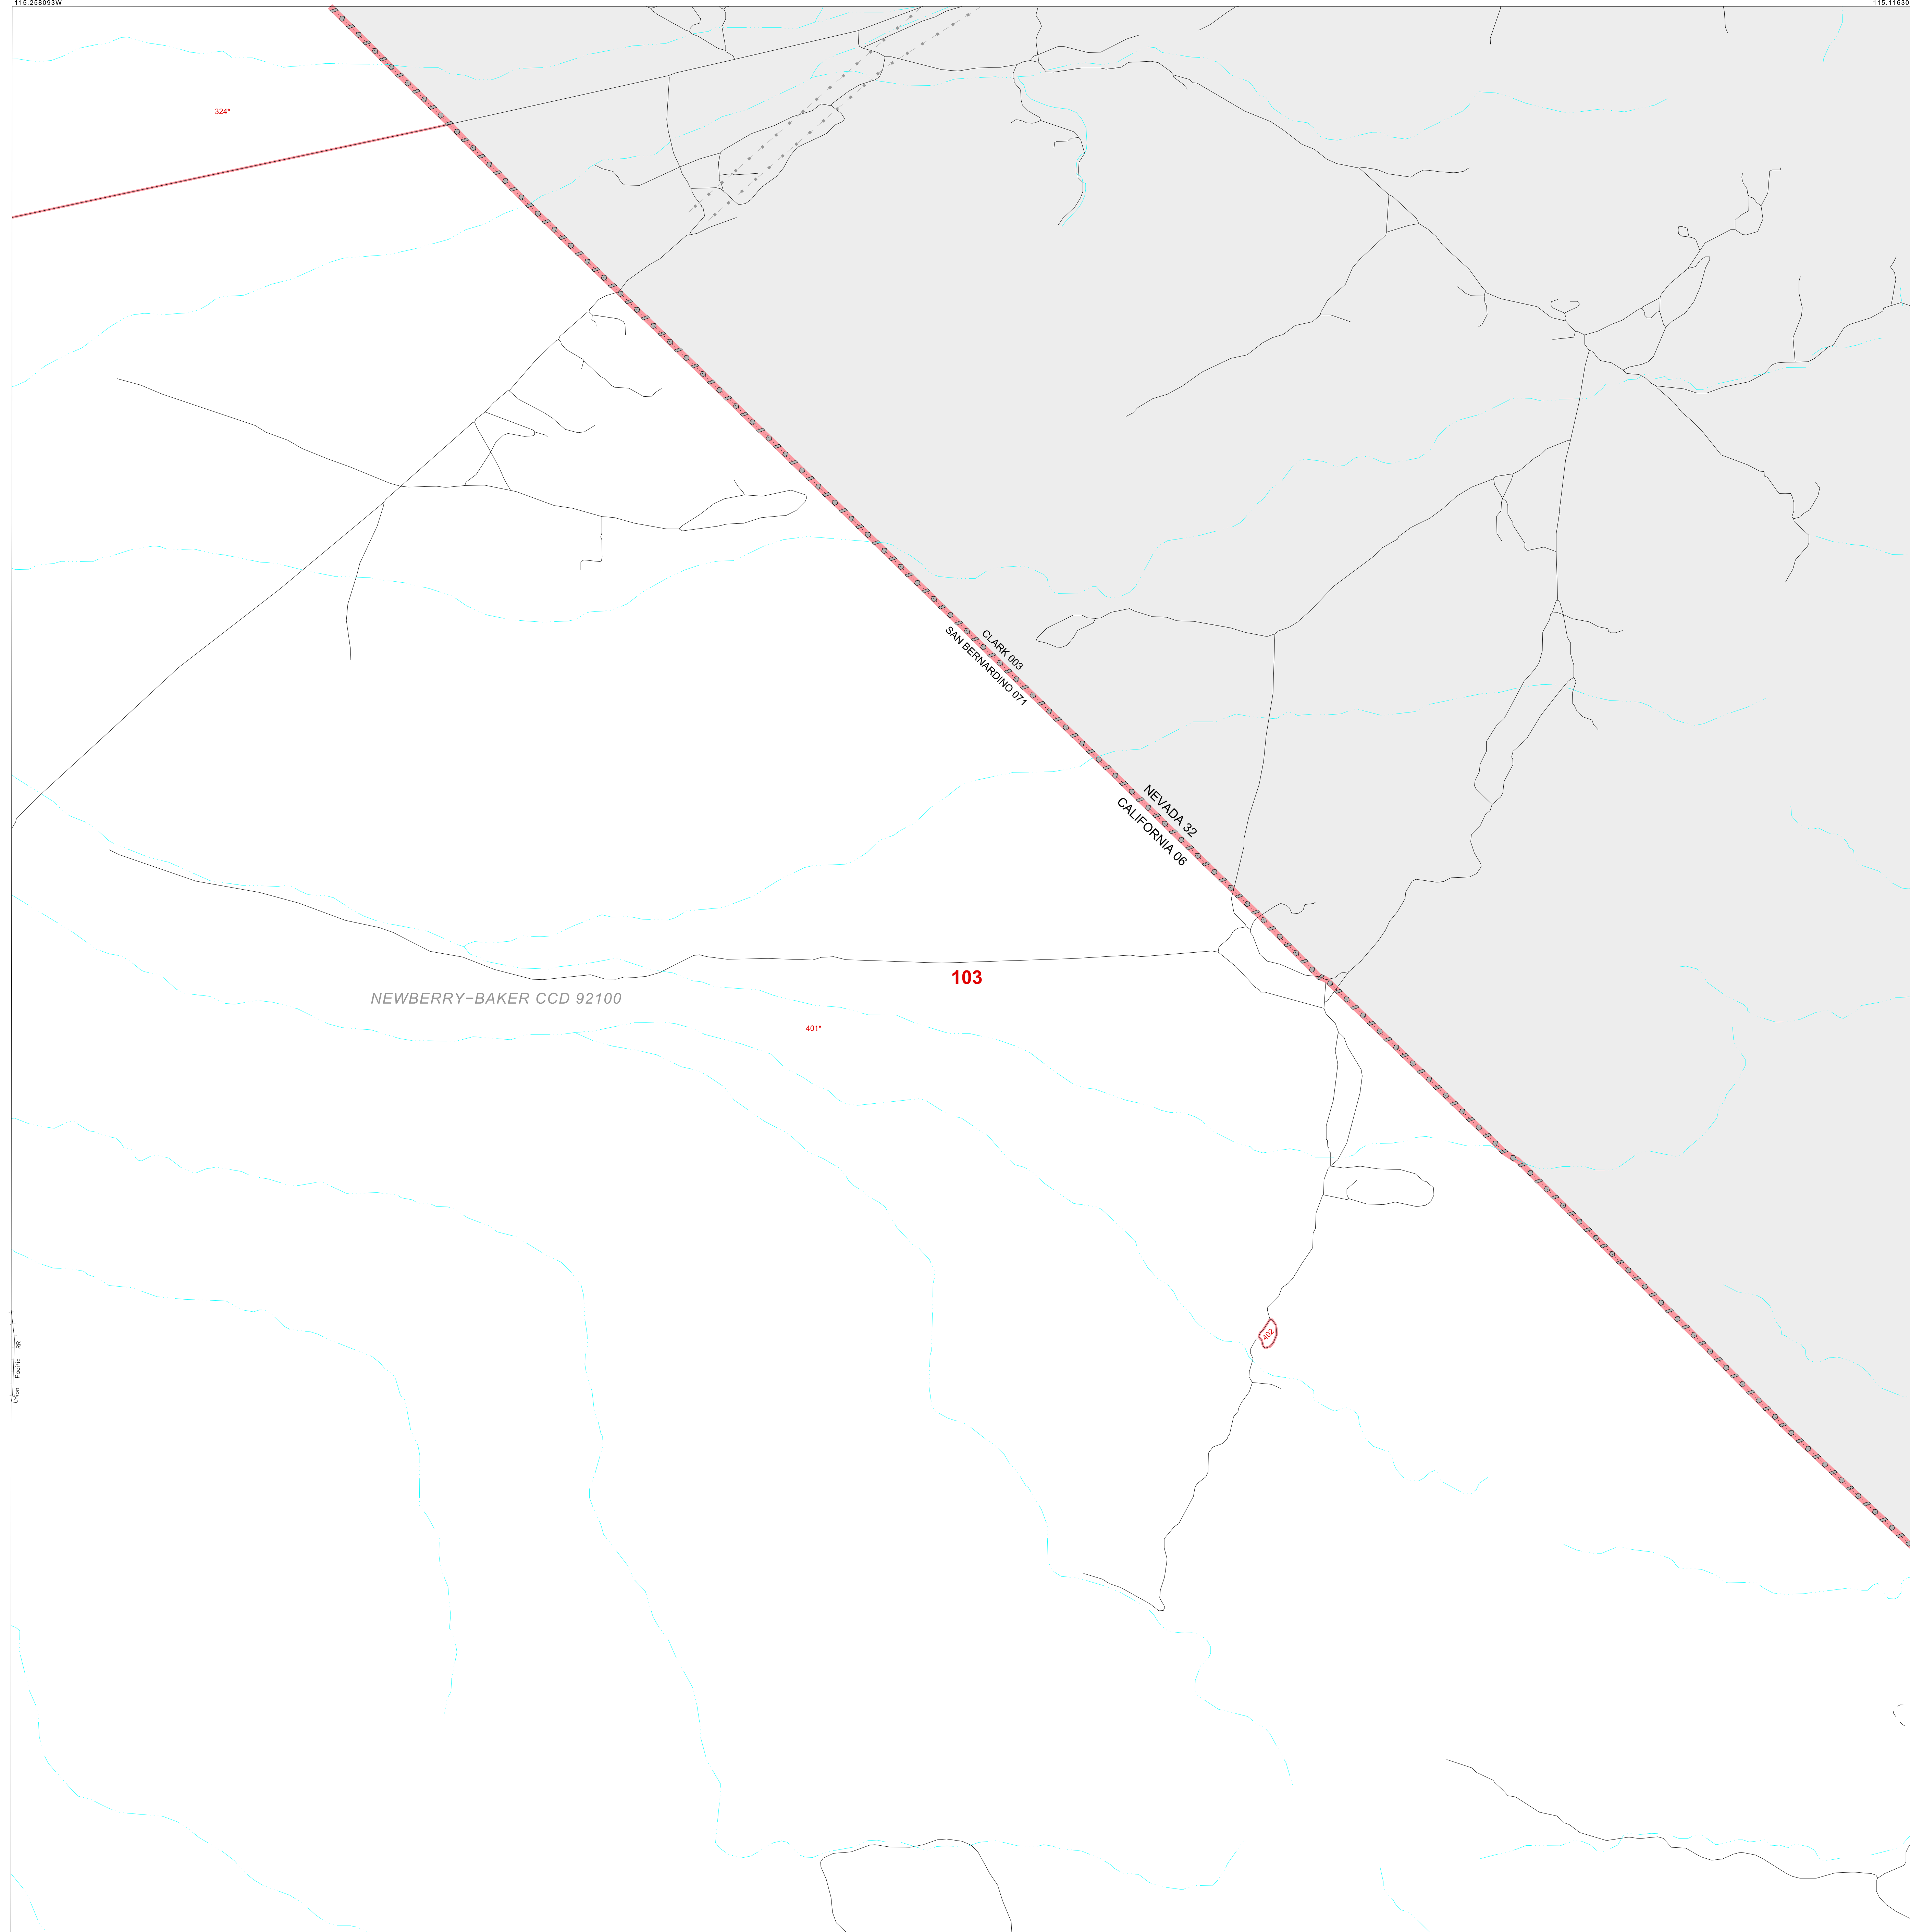 115.258093W
115.11630
324*
CLARK 003
SAN BERNARDINO 071
NEVADA 32
CALIFORNIA 06
103
NEWBERRY-BAKER CCD 92100
401*
402
Union Pacific RR